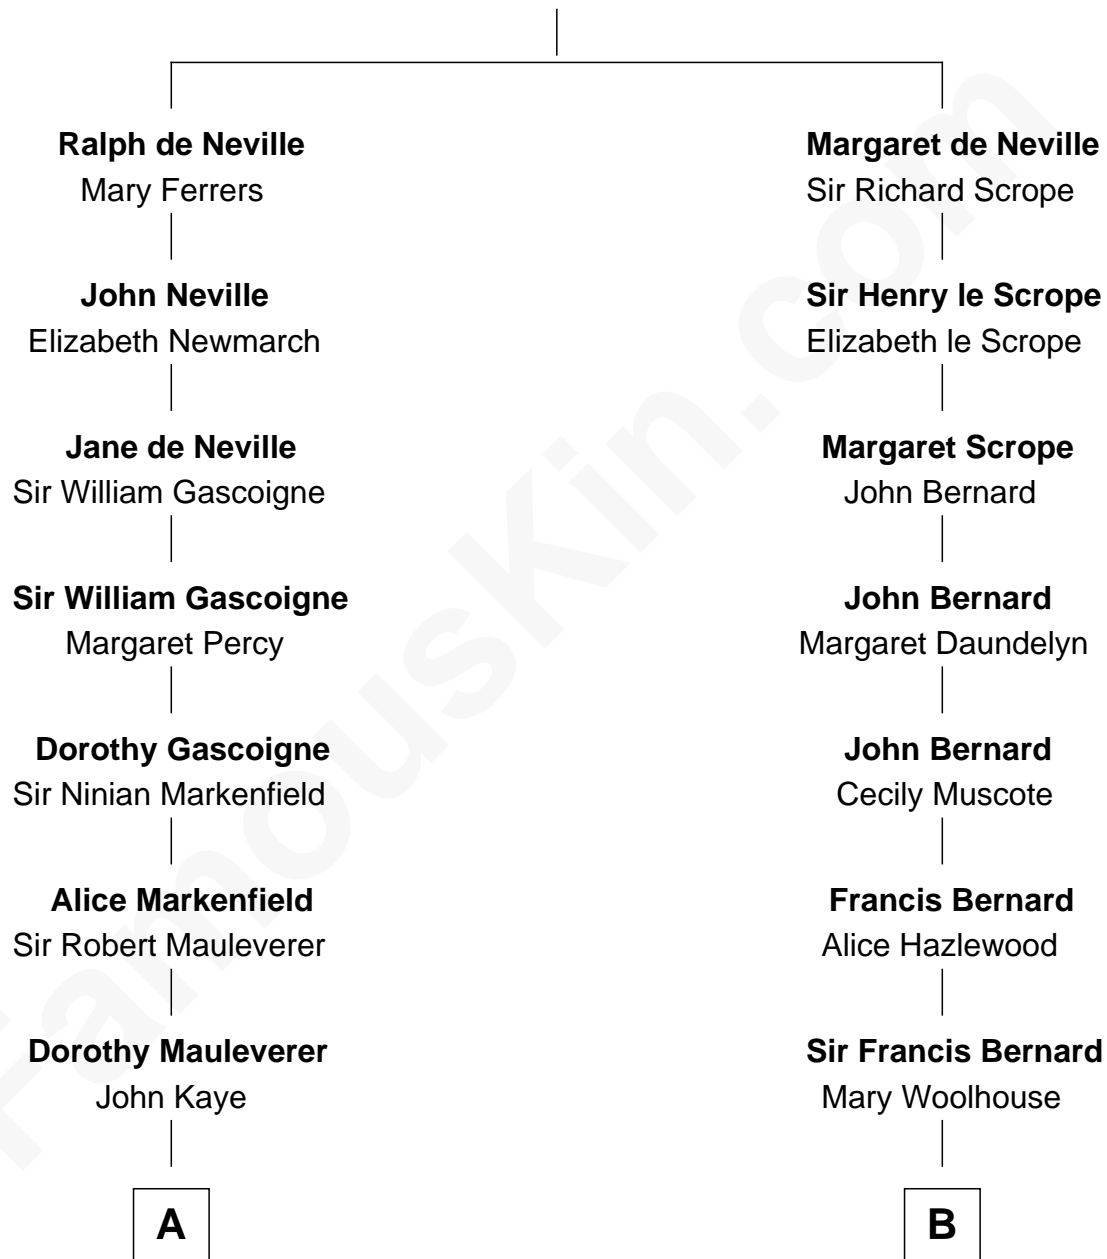 Ralph de Neville
Mary Ferrers
John Neville
Elizabeth Newmarch
Jane de Neville
Sir William Gascoigne
Sir William Gascoigne
Margaret Percy
Dorothy Gascoigne
Sir Ninian Markenfield
Alice Markenfield
Sir Robert Mauleverer
Dorothy Mauleverer
John Kaye
A
Margaret de Neville
Sir Richard Scrope
Sir Henry le Scrope
Elizabeth le Scrope
Margaret Scrope
John Bernard
John Bernard
Margaret Daundelyn
John Bernard
Cecily Muscote
Francis Bernard
Alice Hazlewood
Sir Francis Bernard
Mary Woolhouse
B
FamousKin.com